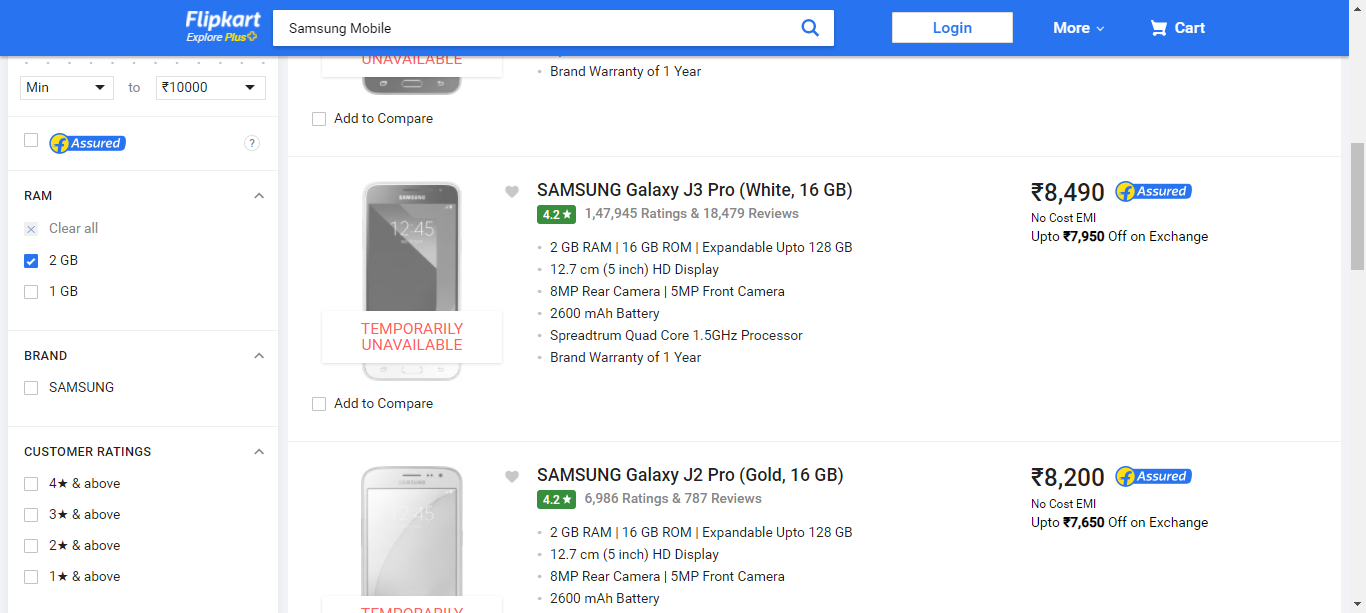 Flipkart
Explore Plus
Samsung Mobile
Login
More
Cart
Min
to
₹10000
Assured
?
RAM
Clear all
2 GB
1 GB
BRAND
SAMSUNG
CUSTOMER RATINGS
4★ & above
3★ & above
2★ & above
1★ & above
UNAVAILABLE
Brand Warranty of 1 Year
Add to Compare
SAMSUNG
12:45
TEMPORARILY
UNAVAILABLE
Add to Compare
SAMSUNG Galaxy J3 Pro (White, 16 GB)
4.2★ 1,47,945 Ratings & 18,479 Reviews
2 GB RAM | 16 GB ROM | Expandable Upto 128 GB
12.7 cm (5 inch) HD Display
8MP Rear Camera | 5MP Front Camera
2600 mAh Battery
Spreadtrum Quad Core 1.5GHz Processor
Brand Warranty of 1 Year
₹8,490 Assured
No Cost EMI
Upto ₹7,950 Off on Exchange
SAMSUNG
12:45
TEMPORARILY
SAMSUNG Galaxy J2 Pro (Gold, 16 GB)
4.2★ 6,986 Ratings & 787 Reviews
2 GB RAM | 16 GB ROM | Expandable Upto 128 GB
12.7 cm (5 inch) HD Display
8MP Rear Camera | 5MP Front Camera
2600 mAh Battery
₹8,200 Assured
No Cost EMI
Upto ₹7,650 Off on Exchange